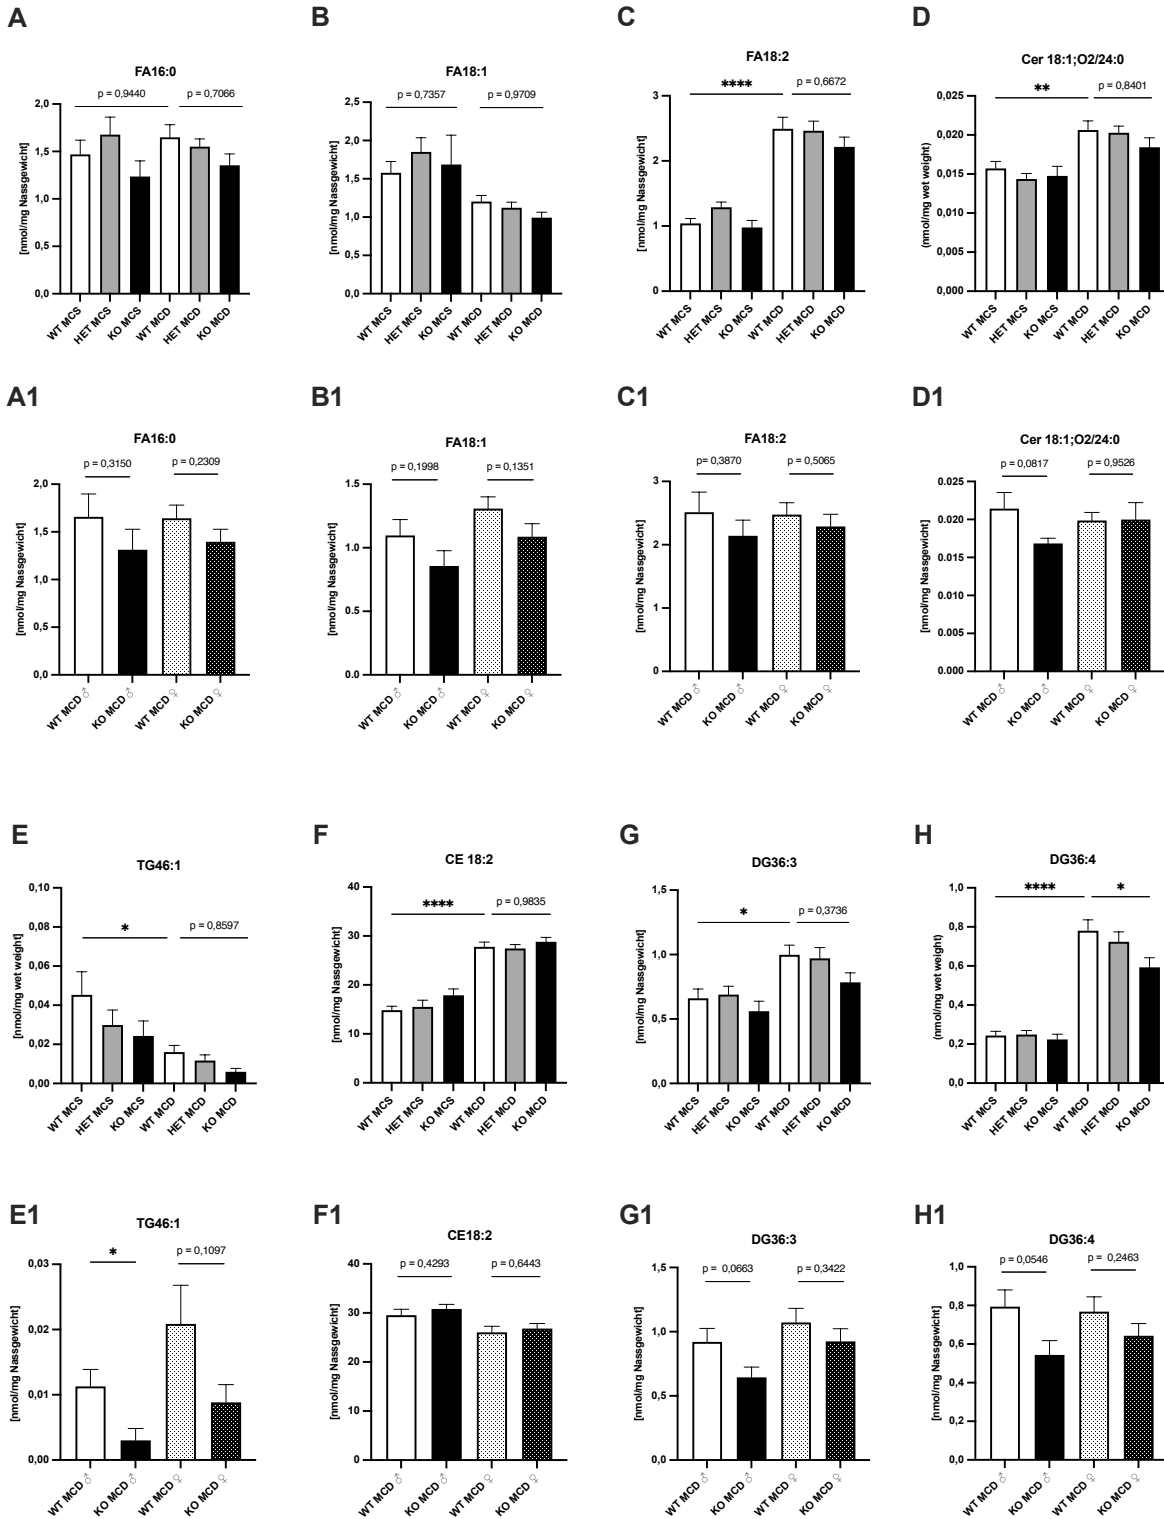 A
B
C
D
FA16:0
p = 0,9440
p = 0,7066
[nmol/mg Nassgewicht]
2,0
1,5
1,0
0,5
0,0
WT MCS
HET MCS
KO MCS
WT MCD
HET MCD
KO MCD
FA18:1
p = 0,7357
p = 0,9709
[nmol/mg Nassgewicht]
2,5
2,0
1,5
1,0
0,5
0,0
WT MCS
HET MCS
KO MCS
WT MCD
HET MCD
KO MCD
FA18:2
****
p = 0,6672
[nmol/mg Nassgewicht]
3
2
1
0
WT MCS
HET MCS
KO MCS
WT MCD
HET MCD
KO MCD
Cer 18:1;O2/24:0
**
p = 0,8401
(nmol/mg wet weight)
0,025
0,020
0,015
0,010
0,005
0,000
WT MCS
HET MCS
KO MCS
WT MCD
HET MCD
KO MCD
A1
B1
C1
D1
FA16:0
p = 0,3150
p = 0,2309
[nmol/mg Nassgewicht]
2,0
1,5
1,0
0,5
0,0
WT MCD ♂
KO MCD ♂
WT MCD ♀
KO MCD ♀
FA18:1
p = 0,1998
p = 0,1351
[nmol/mg Nassgewicht]
1.5
1.0
0.5
0.0
WT MCD ♂
KO MCD ♂
WT MCD ♀
KO MCD ♀
FA18:2
p= 0,3870
p = 0,5065
[nmol/mg Nassgewicht]
3
2
1
0
WT MCD ♂
KO MCD ♂
WT MCD ♀
KO MCD ♀
Cer 18:1;O2/24:0
p = 0,0817
p = 0,9526
[nmol/mg Nassgewicht]
0.025
0.020
0.015
0.010
0.005
0.000
WT MCD ♂
KO MCD ♂
WT MCD ♀
KO MCD ♀
E
F
G
H
TG46:1
*
p = 0,8597
[nmol/mg wet weight]
0,10
0,08
0,06
0,04
0,02
0,00
WT MCS
HET MCS
KO MCS
WT MCD
HET MCD
KO MCD
CE 18:2
****
p = 0,9835
[nmol/mg Nassgewicht]
40
30
20
10
0
WT MCS
HET MCS
KO MCS
WT MCD
HET MCD
KO MCD
DG36:3
*
p = 0,3736
[nmol/mg Nassgewicht]
1,5
1,0
0,5
0,0
WT MCS
HET MCS
KO MCS
WT MCD
HET MCD
KO MCD
DG36:4
****
*
(nmol/mg wet weight)
1,0
0,8
0,6
0,4
0,2
0,0
WT MCS
HET MCS
KO MCS
WT MCD
HET MCD
KO MCD
E1
F1
G1
H1
TG46:1
*
p = 0,1097
[nmol/mg Nassgewicht]
0,03
0,02
0,01
0,00
WT MCD ♂
KO MCD ♂
WT MCD ♀
KO MCD ♀
CE18:2
p = 0,4293
p = 0,6443
[nmol/mg Nassgewicht]
40
30
20
10
0
WT MCD ♂
KO MCD ♂
WT MCD ♀
KO MCD ♀
DG36:3
p = 0,0663
p = 0,3422
[nmol/mg Nassgewicht]
1,5
1,0
0,5
0,0
WT MCD ♂
KO MCD ♂
WT MCD ♀
KO MCD ♀
DG36:4
p = 0,0546
p = 0,2463
[nmol/mg Nassgewicht]
1,0
0,8
0,6
0,4
0,2
0,0
WT MCD ♂
KO MCD ♂
WT MCD ♀
KO MCD ♀